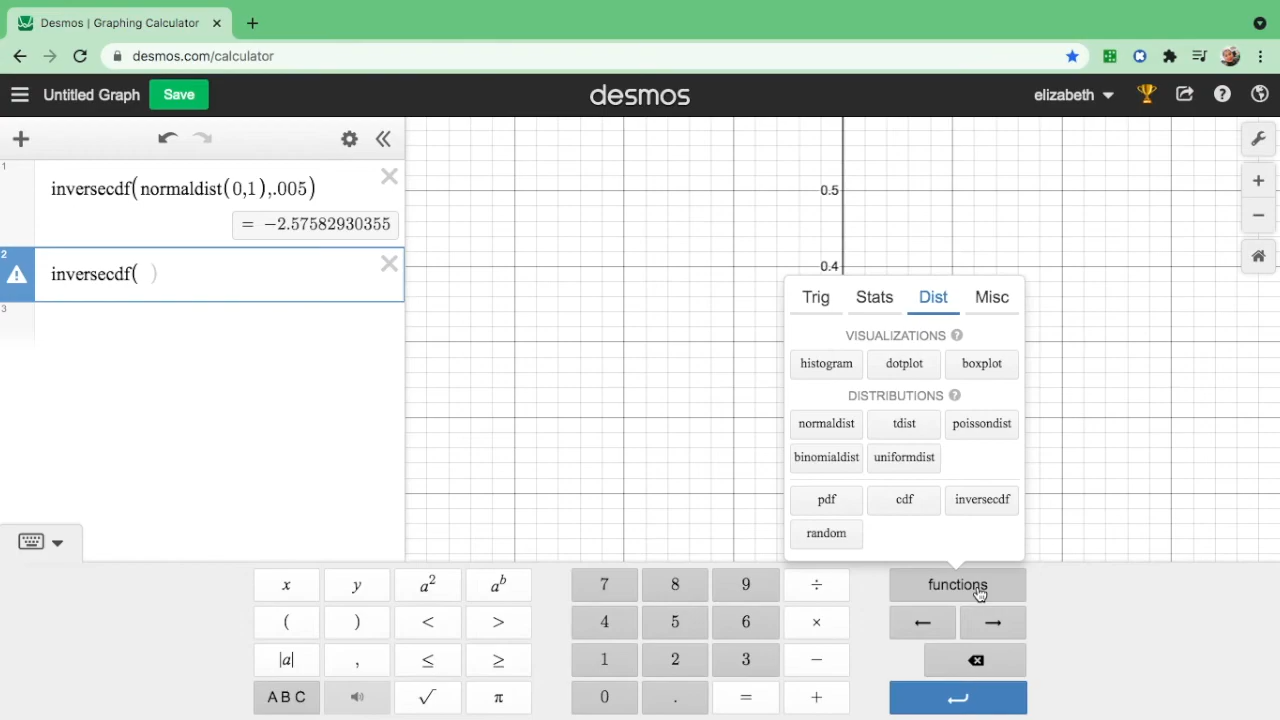 Desmos | Graphing Calculator
desmos.com/calculator
Untitled Graph
Save
desmos
elizabeth
1
inversecdf(normaldist(0,1),.005)
= −2.57582930355
2
inversecdf( )
3
0.5
0.4
Trig Stats Dist Misc
VISUALIZATIONS
histogram dotplot boxplot
DISTRIBUTIONS
normaldist tdist poissondist
binomialdist uniformdist
pdf cdf inversecdf
random
x y a² aᵇ 7 8 9 ÷ functions
( ) < > 4 5 6 × ← →
|a| , ≤ ≥ 1 2 3 −
A B C √ π 0 . = +